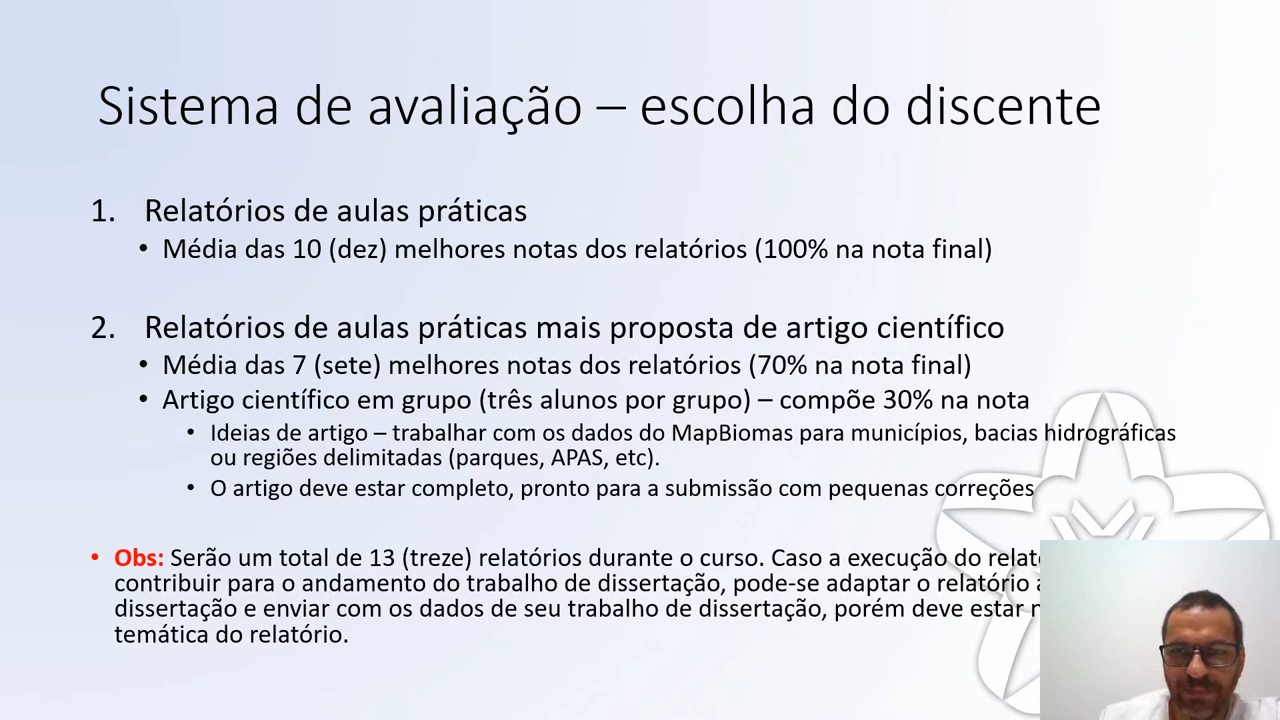 Sistema de avaliação – escolha do discente
1. Relatórios de aulas práticas
• Média das 10 (dez) melhores notas dos relatórios (100% na nota final)
2. Relatórios de aulas práticas mais proposta de artigo científico
• Média das 7 (sete) melhores notas dos relatórios (70% na nota final)
• Artigo científico em grupo (três alunos por grupo) – compõe 30% na nota
• Ideias de artigo – trabalhar com os dados do MapBiomas para municípios, bacias hidrográficas
ou regiões delimitadas (parques, APAS, etc).
• O artigo deve estar completo, pronto para a submissão com pequenas correções
• Obs: Serão um total de 13 (treze) relatórios durante o curso. Caso a execução do
contribuir para o andamento do trabalho de dissertação, pode-se adaptar o relatório
dissertação e enviar com os dados de seu trabalho de dissertação, porém deve estar
temática do relatório.